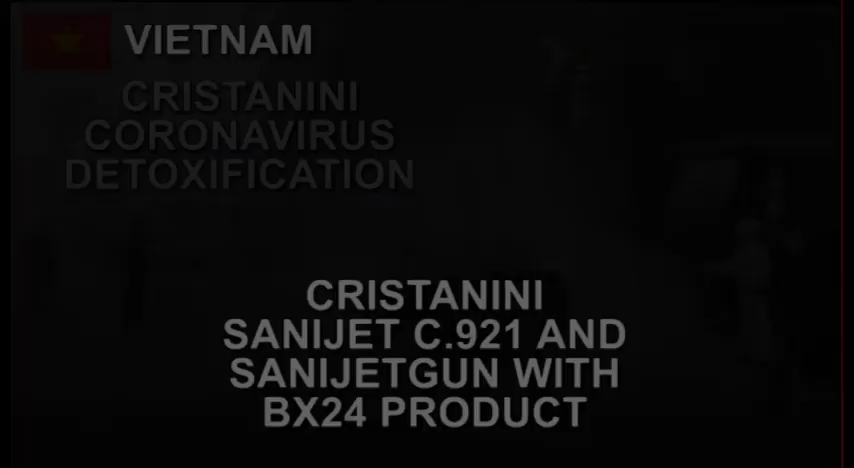 VIETNAM
CRISTANINI
CORONAVIRUS
DETOXIFICATION
CRISTANINI
SANIJET C.921 AND
SANIJETGUN WITH
BX24 PRODUCT